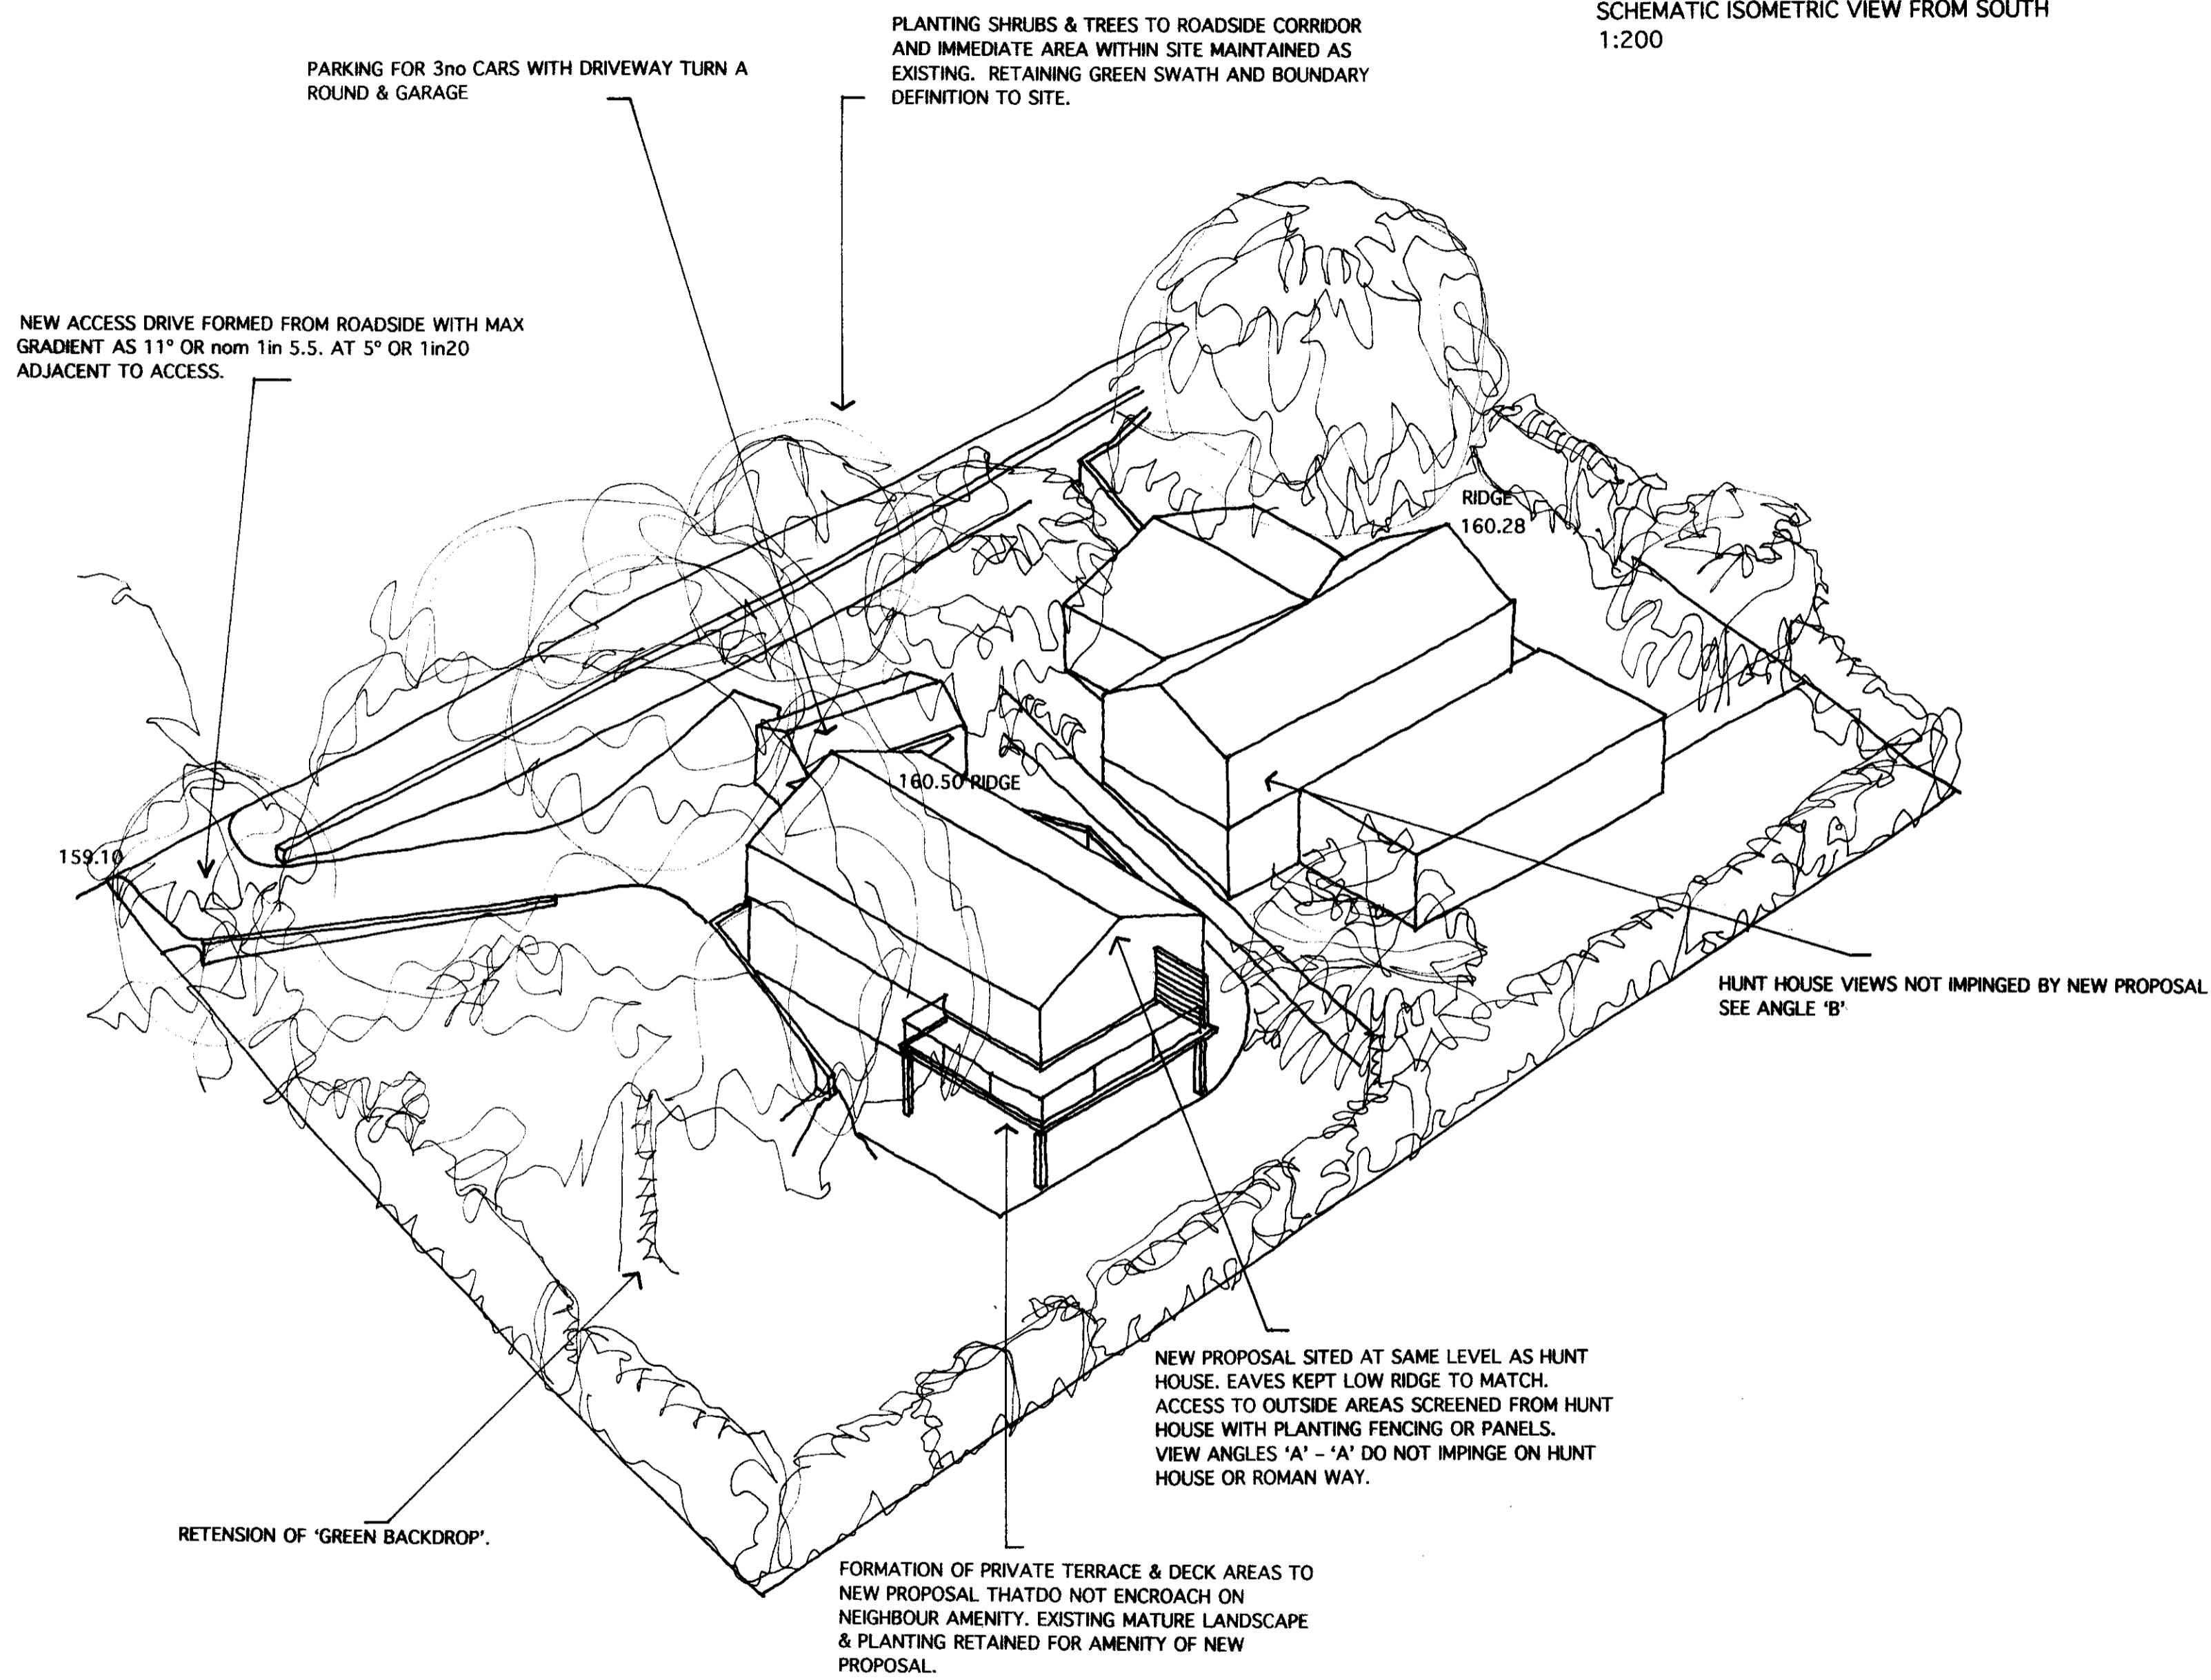 SCHEMATIC ISOMETRIC VIEW FROM SOUTH
1:200
PLANTING SHRUBS & TREES TO ROADSIDE CORRIDOR
AND IMMEDIATE AREA WITHIN SITE MAINTAINED AS
EXISTING. RETAINING GREEN SWATH AND BOUNDARY
DEFINITION TO SITE.
PARKING FOR 3no CARS WITH DRIVEWAY TURN A
ROUND & GARAGE
NEW ACCESS DRIVE FORMED FROM ROADSIDE WITH MAX
GRADIENT AS 11° OR nom 1in 5.5. AT 5° OR 1in20
ADJACENT TO ACCESS.
RIDGE
160.28
160.50 RIDGE
159.10
HUNT HOUSE VIEWS NOT IMPINGED BY NEW PROPOSAL
SEE ANGLE ‘B’
NEW PROPOSAL SITED AT SAME LEVEL AS HUNT
HOUSE. EAVES KEPT LOW RIDGE TO MATCH.
ACCESS TO OUTSIDE AREAS SCREENED FROM HUNT
HOUSE WITH PLANTING FENCING OR PANELS.
VIEW ANGLES ‘A’ – ‘A’ DO NOT IMPINGE ON HUNT
HOUSE OR ROMAN WAY.
RETENSION OF ‘GREEN BACKDROP’.
FORMATION OF PRIVATE TERRACE & DECK AREAS TO
NEW PROPOSAL THATDO NOT ENCROACH ON
NEIGHBOUR AMENITY. EXISTING MATURE LANDSCAPE
& PLANTING RETAINED FOR AMENITY OF NEW
PROPOSAL.